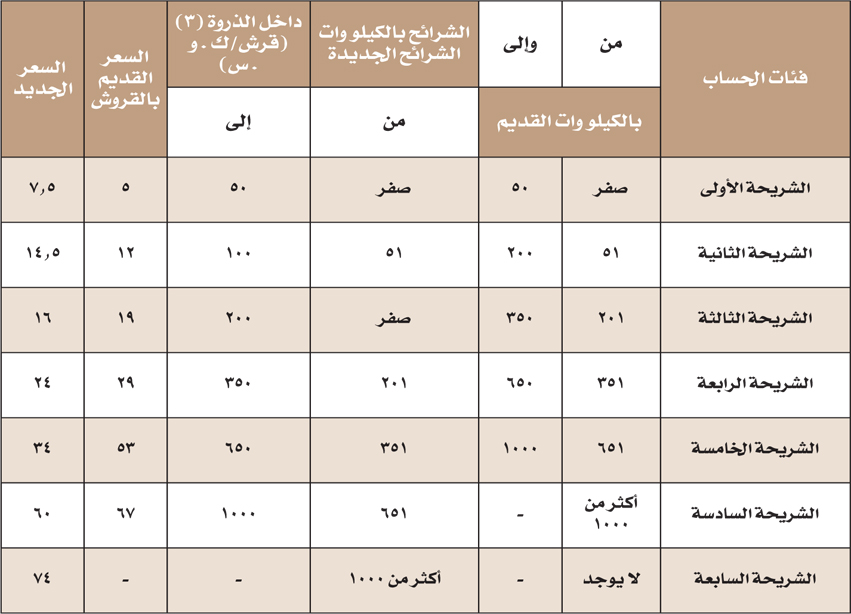 فئات الحساب
من
وإلى
بالكيلو وات القديم
الشرائح بالكيلو وات
الشرائح الجديدة
من
داخل الذروة (٣)
(قرش/ك . و
. س)
إلى
السعر
القديم
بالقروش
السعر
الجديد
الشريحة الأولى صفر ٥٠ صفر ٥٠ ٥ ٧,٥
الشريحة الثانية ٥١ ٢٠٠ ٥١ ١٠٠ ١٢ ١٤,٥
الشريحة الثالثة ٢٠١ ٣٥٠ صفر ٢٠٠ ١٩ ١٦
الشريحة الرابعة ٣٥١ ٦٥٠ ٢٠١ ٣٥٠ ٢٩ ٢٤
الشريحة الخامسة ٦٥١ ١٠٠٠ ٣٥١ ٦٥٠ ٥٣ ٣٤
الشريحة السادسة أكثر من
١٠٠٠ - ٦٥١ ١٠٠٠ ٦٧ ٦٠
الشريحة السابعة لا يوجد - أكثر من ١٠٠٠ - - ٧٤